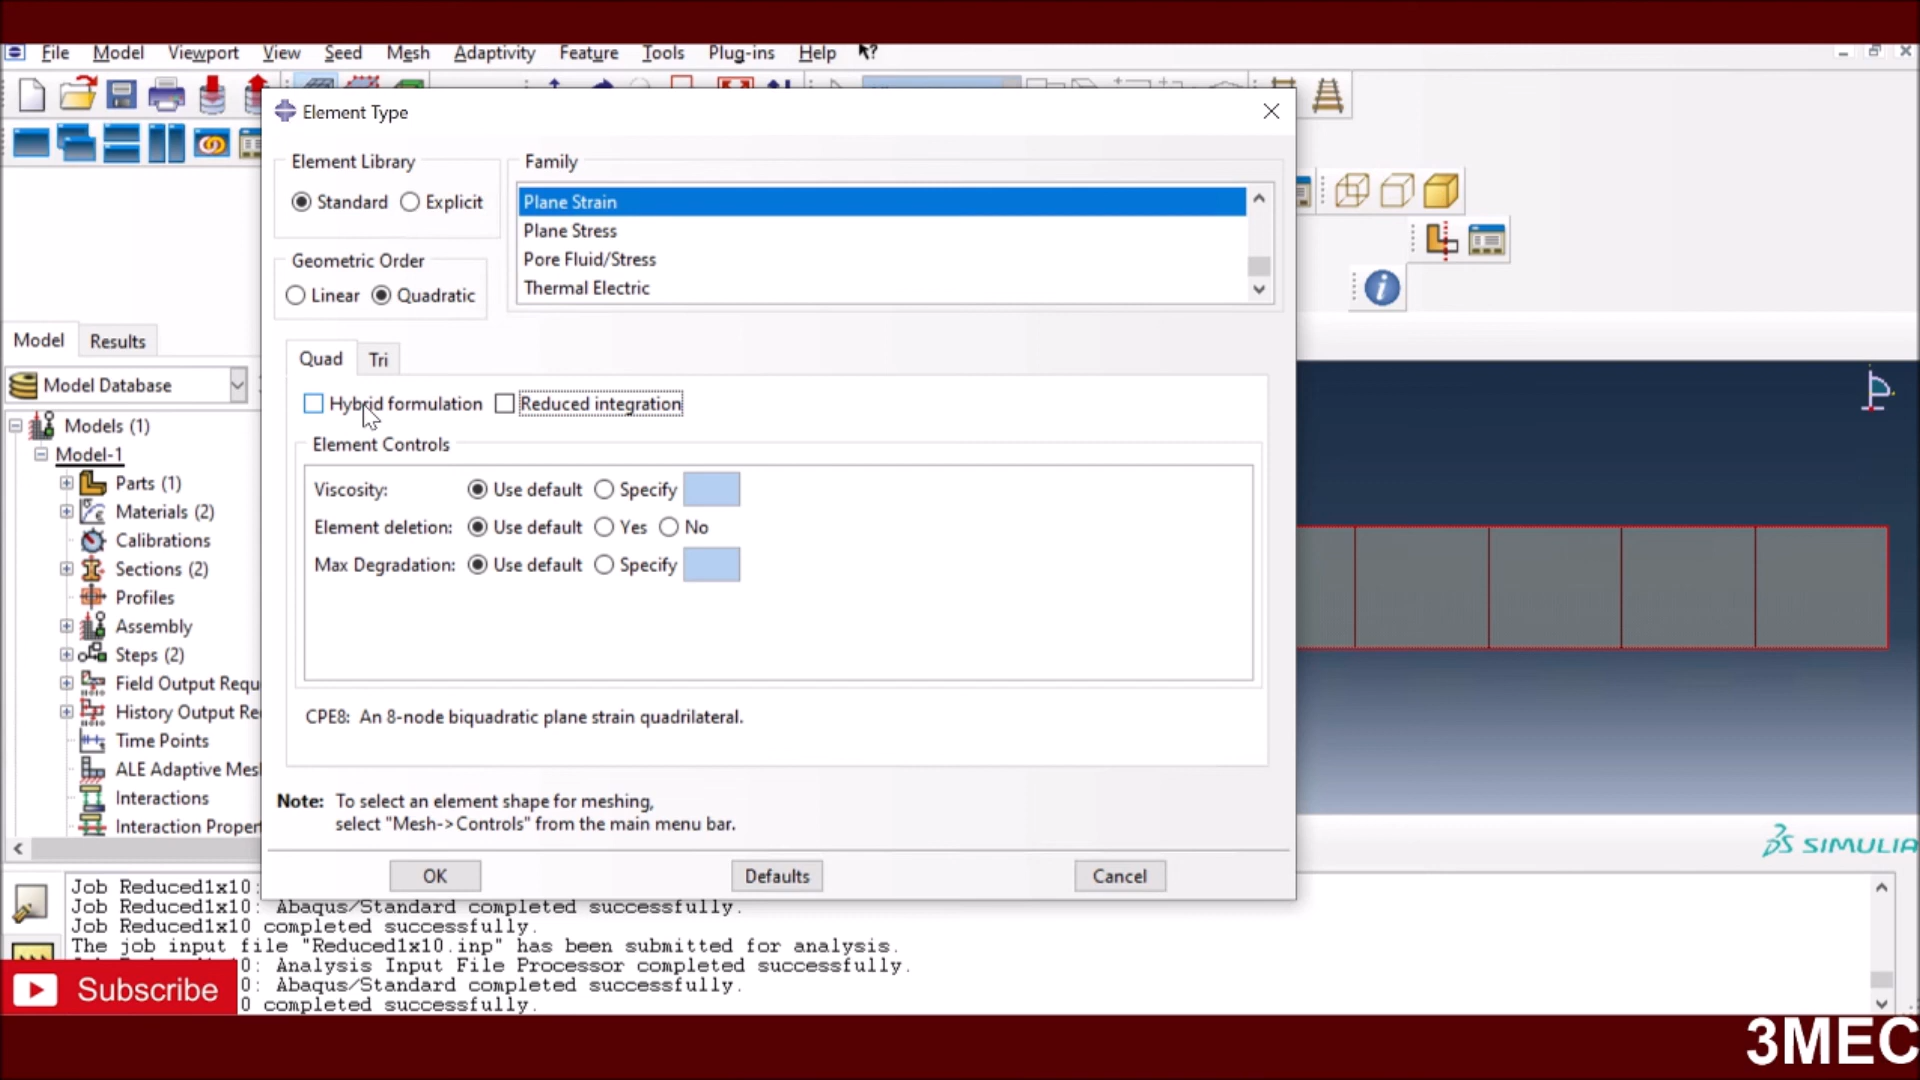 File Model Viewport View Seed Mesh Adaptivity Feature Tools Plug-ins Help
Element Type
Element Library
Standard Explicit
Family
Plane Strain
Plane Stress
Pore Fluid/Stress
Thermal Electric
Geometric Order
Linear Quadratic
Model Results
Quad Tri
Model Database
Hybrid formulation Reduced integration
Models (1)
Model-1
Parts (1)
Materials (2)
Calibrations
Sections (2)
Profiles
Assembly
Steps (2)
Field Output Requ
History Output Re
Time Points
ALE Adaptive Mesl
Interactions
Interaction Propert
Element Controls
Viscosity: Use default Specify
Element deletion: Use default Yes No
Max Degradation: Use default Specify
CPE8: An 8-node biquadratic plane strain quadrilateral.
Note: To select an element shape for meshing,
select "Mesh->Controls" from the main menu bar.
OK Defaults Cancel
SIMULIA
Job Reduced1x10:
Job Reduced1x10: Abaqus/Standard completed successfully.
Job Reduced1x10 completed successfully.
The job input file "Reduced1x10.inp" has been submitted for analysis.
0: Analysis Input File Processor completed successfully.
0: Abaqus/Standard completed successfully.
0 completed successfully.
Subscribe
3MEC